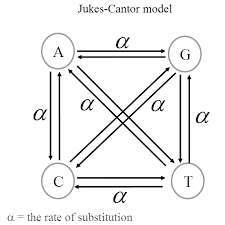 Jukes-Cantor model
α
A
G
α
α
α
α
C
T
α
α = the rate of substitution